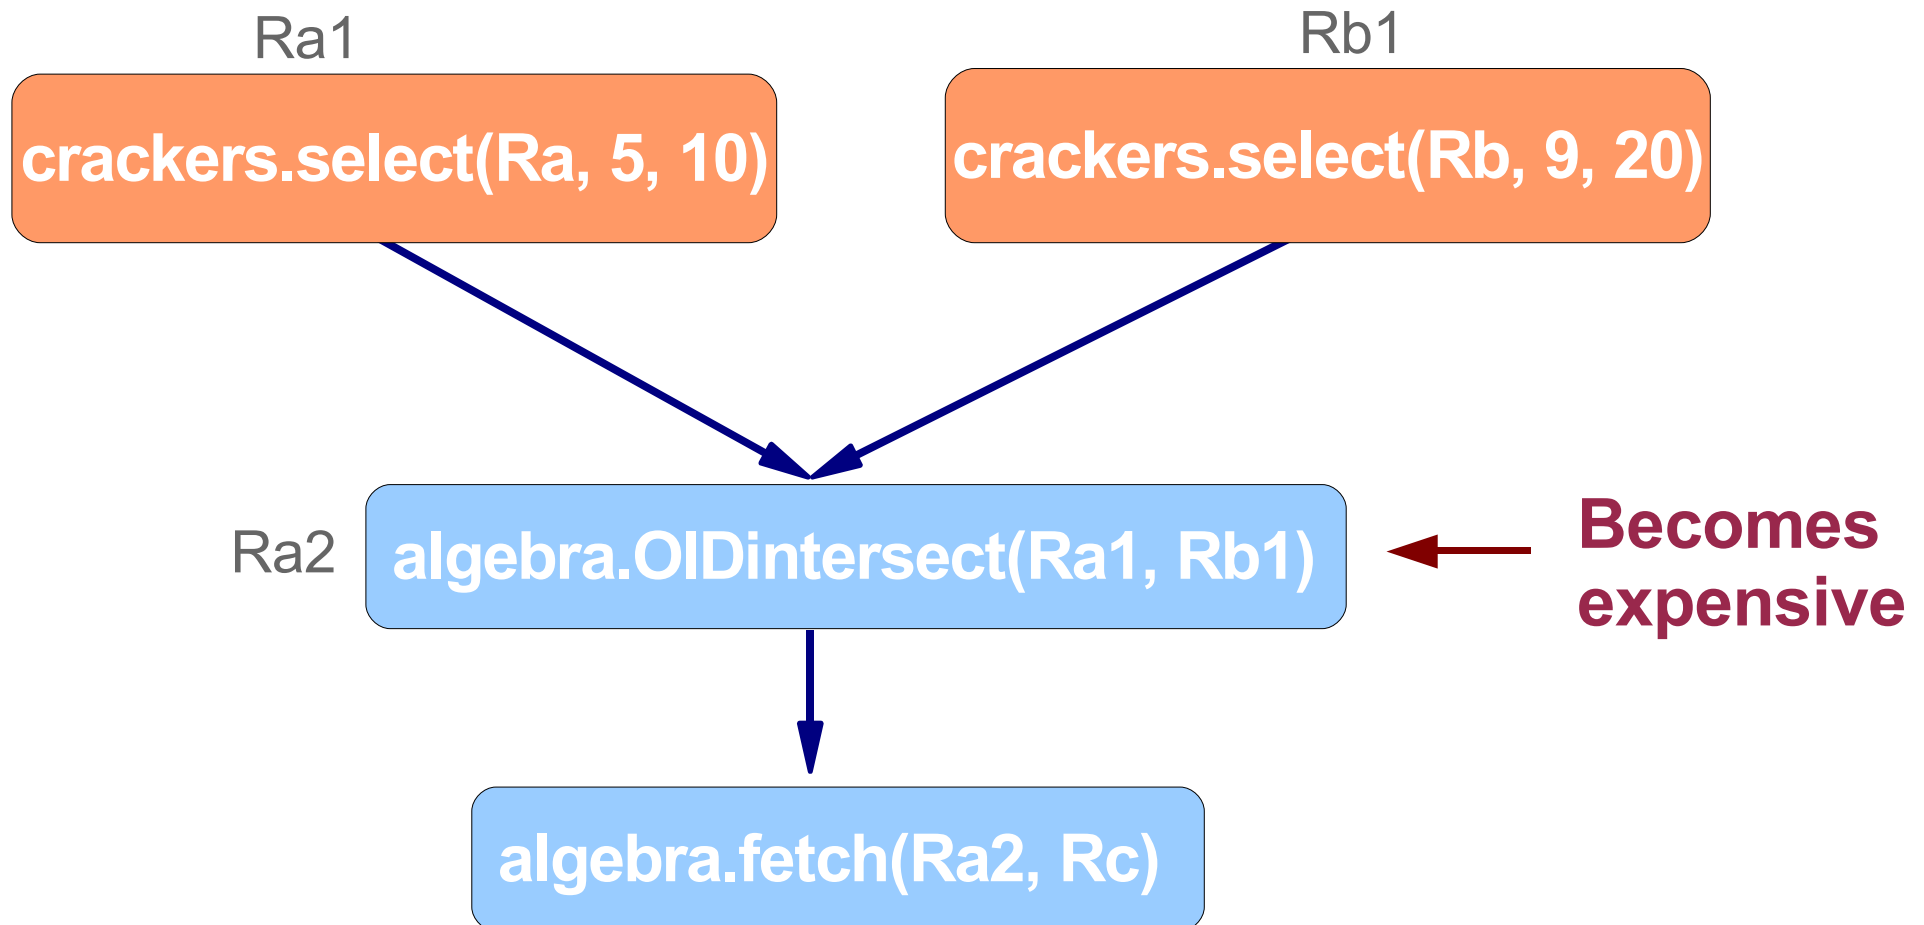 Ra1
Rb1
crackers.select(Ra, 5, 10)
crackers.select(Rb, 9, 20)
Ra2
algebra.OIDintersect(Ra1, Rb1)
Becomes
expensive
algebra.fetch(Ra2, Rc)